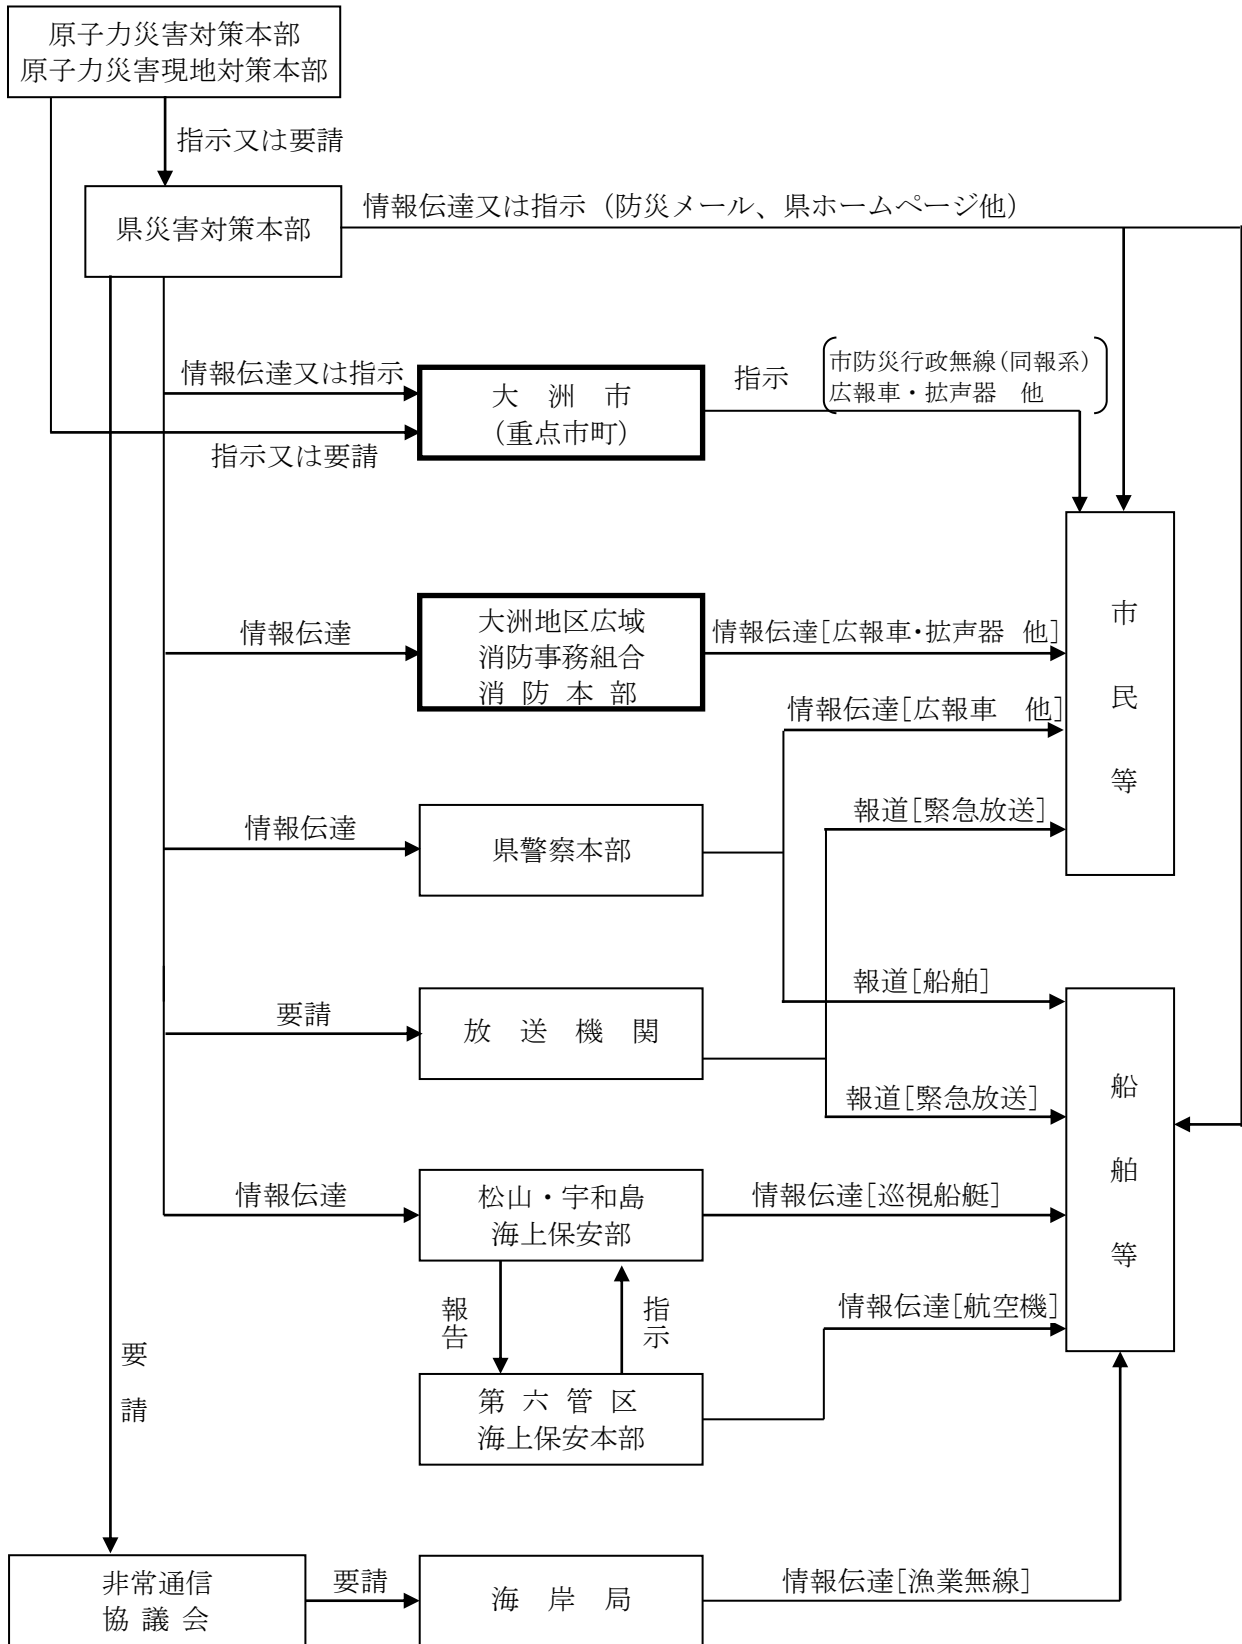 原子力災害対策本部
原子力災害現地対策本部
指示又は要請
県災害対策本部
情報伝達又は指示（防災メール、県ホームページ他）
情報伝達又は指示
大　洲　市
（重点市町）
指示
市防災行政無線（同報系）
広報車・拡声器　他
指示又は要請
情報伝達
大洲地区広域
消防事務組合
消 防 本 部
情報伝達[広報車・拡声器　他]
市
民
等
情報伝達[広報車　他]
情報伝達
県警察本部
報道[緊急放送]
報道[船舶]
要請
放　送　機　関
報道[緊急放送]
船
舶
等
情報伝達
松山・宇和島
海上保安部
情報伝達[巡視船艇]
報告
指示
情報伝達[航空機]
第 六 管 区
海上保安本部
要
請
非常通信
協 議 会
要請
海　岸　局
情報伝達[漁業無線]